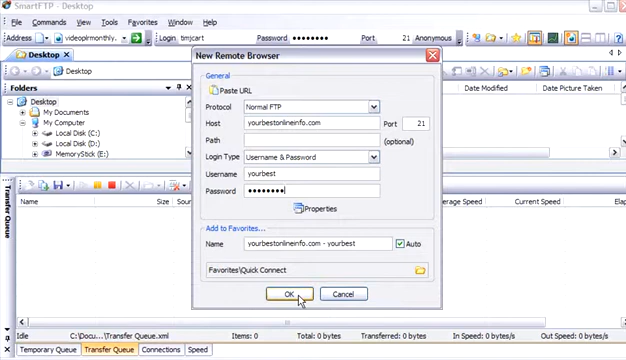 SmartFTP - Desktop
File Commands View Tools Favorites Window Help
Address videoplrmonthly. Login timjcart Password ●●●●●●●● Port 21 Anonymous
Desktop
Desktop
Folders
Date Modified Date Picture Taken
Desktop
My Documents
My Computer
Local Disk (C:)
Local Disk (D:)
MemoryStick (E:)
New Remote Browser
General
Paste URL
Protocol Normal FTP
Host yourbestonlineinfo.com Port 21
Path (optional)
Login Type Username & Password
Username yourbest
Password ●●●●●●●●
Properties
Add to Favorites...
Name yourbestonlineinfo.com - yourbest Auto
Favorites\Quick Connect
OK Cancel
Transfer Queue
Name Size Current Speed Elapsed
Idle C:\Docu...\Transfer Queue.xml Items: 0 Total: 0 bytes Transferred: 0 bytes In Speed: 0 bytes/s Out Speed: 0 bytes/s
Temporary Queue Transfer Queue Connections Speed